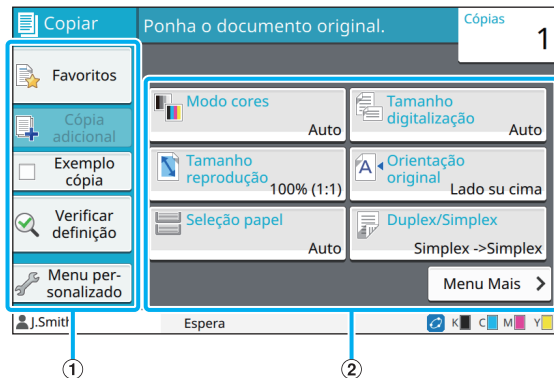 Copiar
Ponha o documento original.
Cópias
1
Favoritos
Cópia
adicional
Exemplo
cópia
Verificar
definição
Menu per-
sonalizado
Modo cores
Auto
Tamanho
digitalização
Auto
Tamanho
reprodução
100% (1:1)
Orientação
original
Lado su cima
Seleção papel
Auto
Duplex/Simplex
Simplex ->Simplex
Menu Mais
J.Smith
Espera
K C M Y
1
2